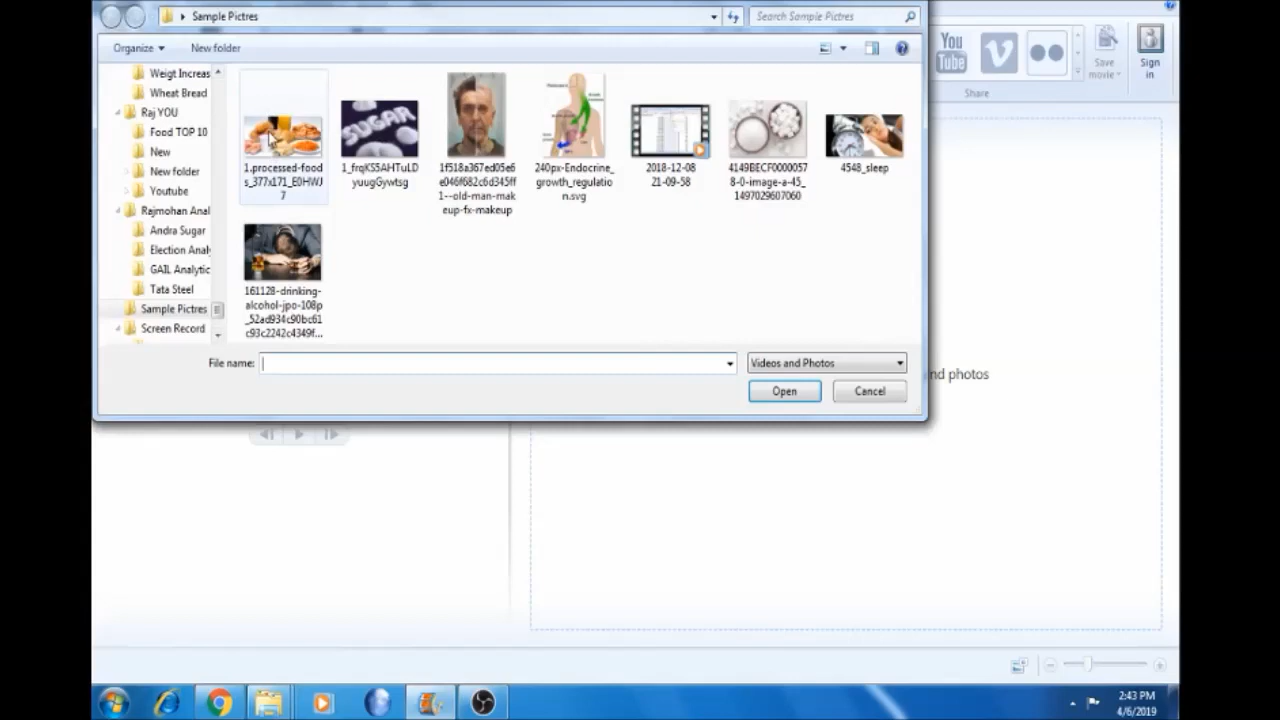 Sample Pictres
Search Sample Pictres
Organize
New folder
You
Tube
Save
movie
Sign
in
Share
Weigt Increas
Wheat Bread
Raj YOU
Food TOP 10
New
New folder
Youtube
Rajmohan Anal
Andra Sugar
Election Analy
GAIL Analytic
Tata Steel
Sample Pictres
Screen Record
SUGAR
1.processed-food
s_377x171_E0HWJ
7
1_frqKS5AHTuLD
yuugGywtsg
1f518a367ed05e6
e046f682c6d345ff
1--old-man-mak
eup-fx-makeup
240px-Endocrine_
growth_regulatio
n.svg
2018-12-08
21-09-58
4149BECF0000057
8-0-image-a-45_
1497029607060
4548_sleep
161128-drinking-
alcohol-jpo-108p
_52ad934c90bc61
c93c2242c4349f...
File name:
Videos and Photos
Open
Cancel
nd photos
2:43 PM
4/6/2019